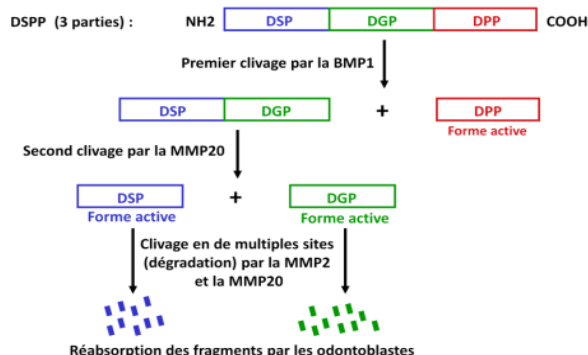 DSPP (3 parties) : NH2 DSP DGP DPP COOH
Premier clivage par la BMP1
DSP DGP + DPP
Forme active
Second clivage par la MMP20
DSP + DGP
Forme active Forme active
Clivage en de multiples sites
(dégradation) par la MMP2
et la MMP20
Réabsorption des fragments par les odontoblastes